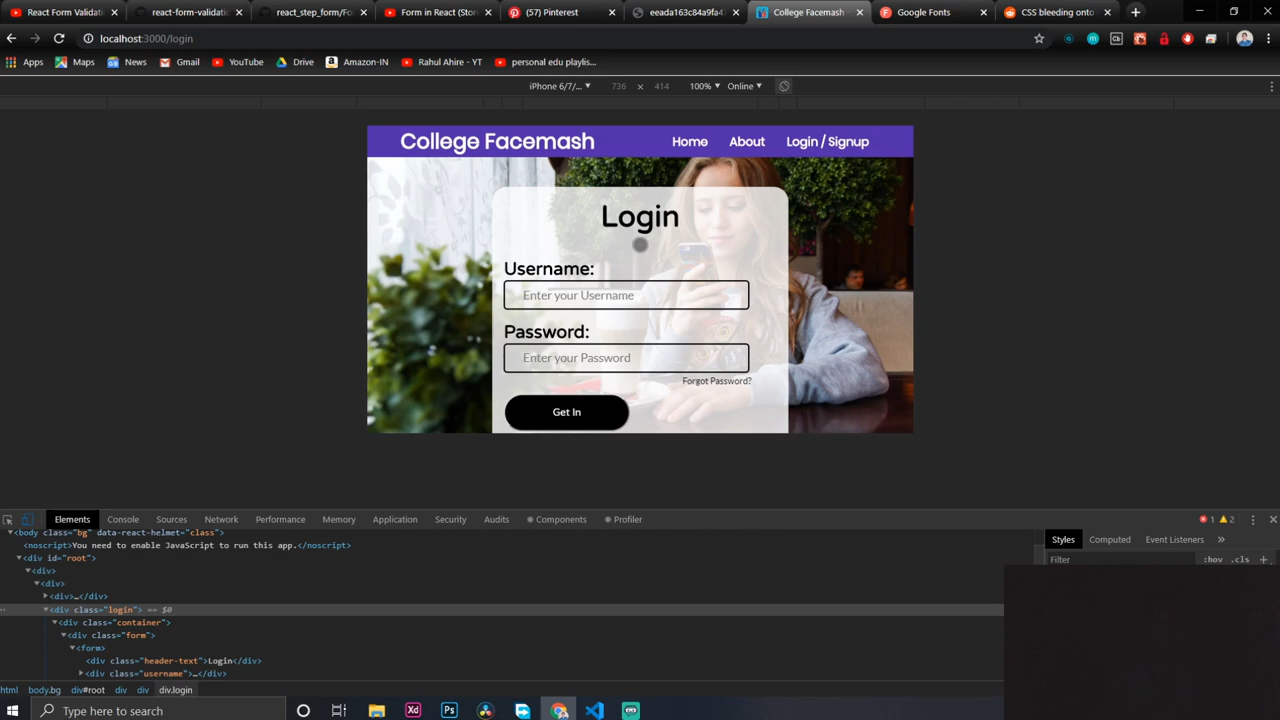 React Form Validati
react-form-validati
react_step_form/Fo
Form in React (Stor
(57) Pinterest
eeada163c84a9fa4
College Facemash
Google Fonts
CSS bleeding onto
localhost:3000/login
Apps
Maps
News
Gmail
YouTube
Drive
Amazon-IN
Rahul Ahire - YT
personal edu playlis...
iPhone 6/7/...
736 × 414
100%
Online
College Facemash
Home
About
Login / Signup
Login
Username:
Enter your Username
Password:
Enter your Password
Forgot Password?
Get In
Elements
Console
Sources
Network
Performance
Memory
Application
Security
Audits
Components
Profiler
1
2
<body class="bg" data-react-helmet="class">
<noscript>You need to enable JavaScript to run this app.</noscript>
<div id="root">
<div>
<div>
<div>…</div>
<div class="login"> == $0
<div class="container">
<div class="form">
<form>
<div class="header-text">Login</div>
<div class="username">…</div>
Styles
Computed
Event Listeners
Filter
:hov .cls
html
body.bg
div#root
div
div
div.login
Type here to search